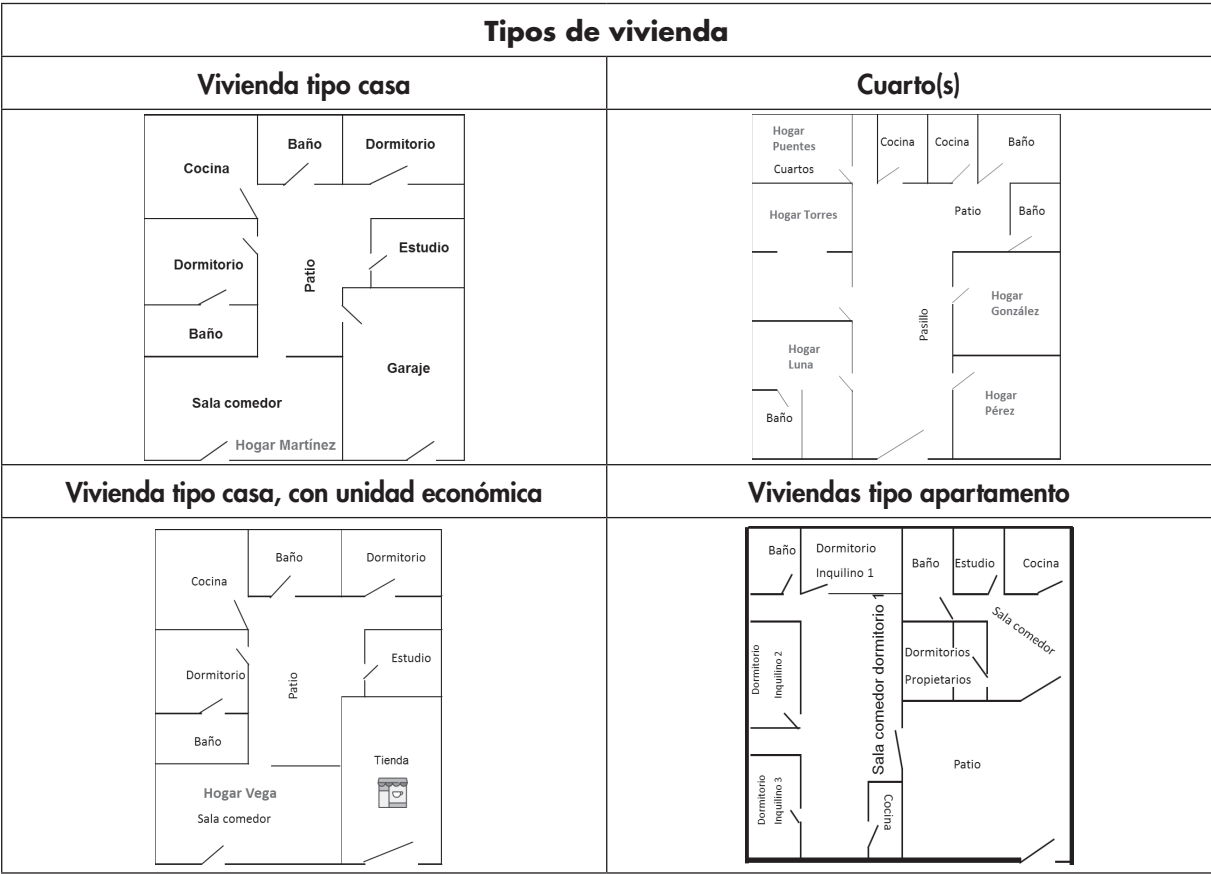 Tipos de vivienda
Vivienda tipo casa
Cuarto(s)
Baño
Dormitorio
Cocina
Estudio
Dormitorio
Patio
Baño
Garaje
Sala comedor
Hogar Martínez
Hogar
Puentes
Cuartos
Cocina
Cocina
Baño
Hogar Torres
Patio
Baño
Hogar
González
Pasillo
Hogar
Luna
Hogar
Pérez
Baño
Vivienda tipo casa, con unidad económica
Viviendas tipo apartamento
Baño
Dormitorio
Cocina
Estudio
Dormitorio
Patio
Baño
Tienda
Hogar Vega
Sala comedor
Baño
Dormitorio
Inquilino 1
Baño
Estudio
Cocina
Sala comedor
Dormitorio
Inquilino 2
Sala comedor dormitorio 1
Dormitorios
Propietarios
Patio
Dormitorio
Inquilino 3
Cocina